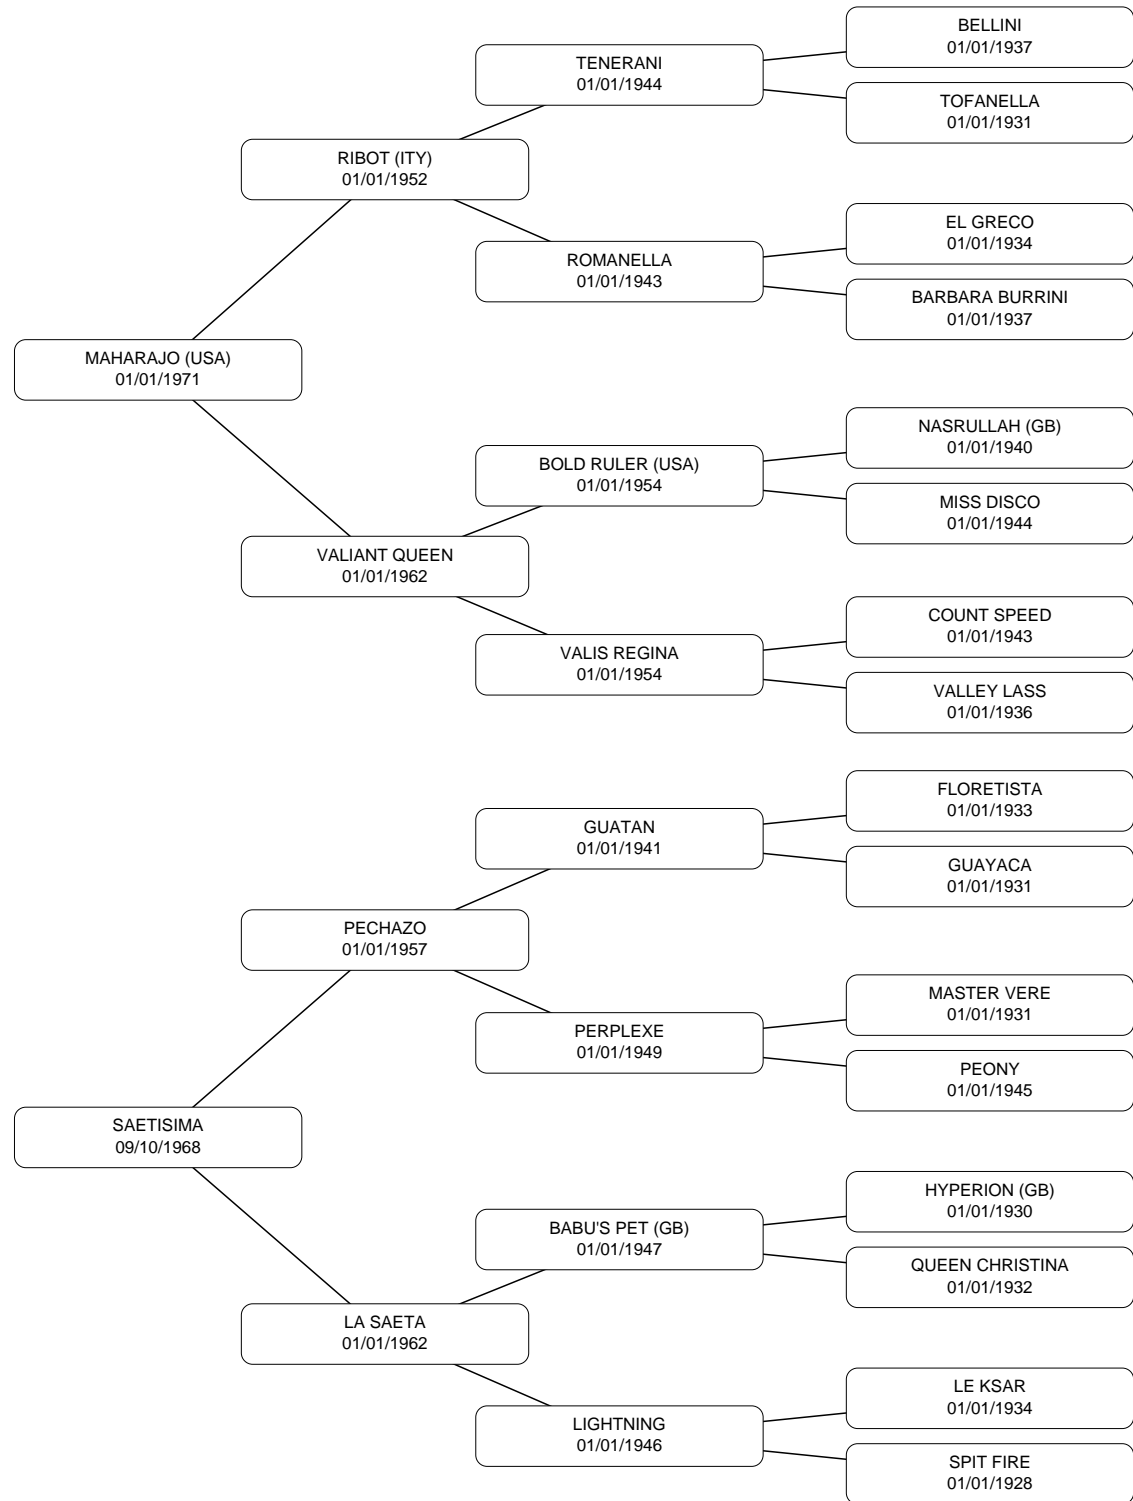 BELLINI
01/01/1937
TENERANI
01/01/1944
TOFANELLA
01/01/1931
RIBOT (ITY)
01/01/1952
EL GRECO
01/01/1934
ROMANELLA
01/01/1943
BARBARA BURRINI
01/01/1937
MAHARAJO (USA)
01/01/1971
NASRULLAH (GB)
01/01/1940
BOLD RULER (USA)
01/01/1954
MISS DISCO
01/01/1944
VALIANT QUEEN
01/01/1962
COUNT SPEED
01/01/1943
VALIS REGINA
01/01/1954
VALLEY LASS
01/01/1936
FLORETISTA
01/01/1933
GUATAN
01/01/1941
GUAYACA
01/01/1931
PECHAZO
01/01/1957
MASTER VERE
01/01/1931
PERPLEXE
01/01/1949
PEONY
01/01/1945
SAETISIMA
09/10/1968
HYPERION (GB)
01/01/1930
BABU'S PET (GB)
01/01/1947
QUEEN CHRISTINA
01/01/1932
LA SAETA
01/01/1962
LE KSAR
01/01/1934
LIGHTNING
01/01/1946
SPIT FIRE
01/01/1928